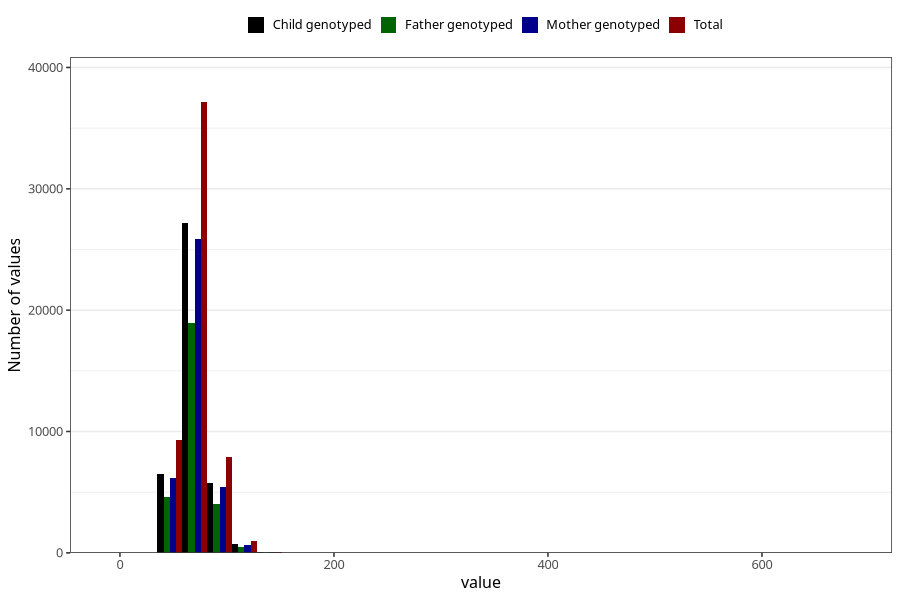 Child genotyped Father genotyped Mother genotyped Total
40000
30000
20000
10000
0
Number of values
0 200 400 600
value